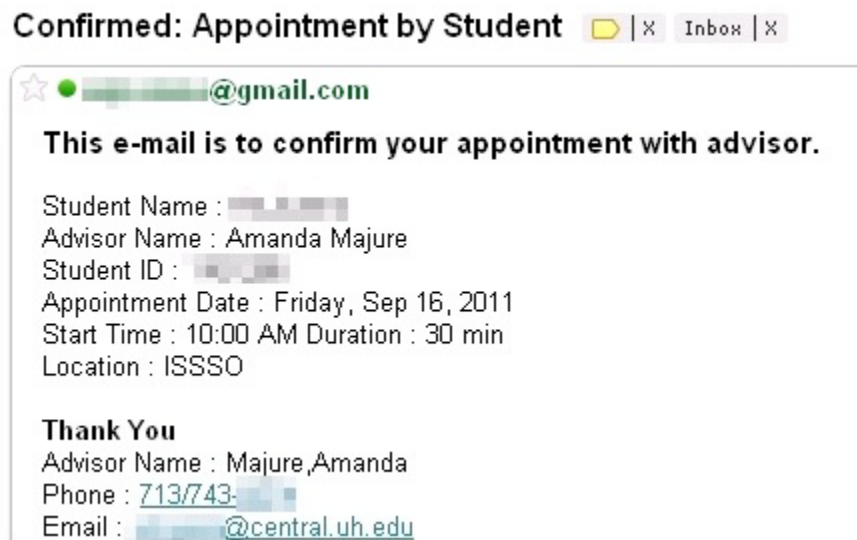 Confirmed: Appointment by Student | X Inbox | X
@gmail.com
This e-mail is to confirm your appointment with advisor.
Student Name :
Advisor Name : Amanda Majure
Student ID :
Appointment Date : Friday, Sep 16, 2011
Start Time : 10:00 AM Duration : 30 min
Location : ISSSO
Thank You
Advisor Name : Majure,Amanda
Phone : 713/743-
Email : @central.uh.edu